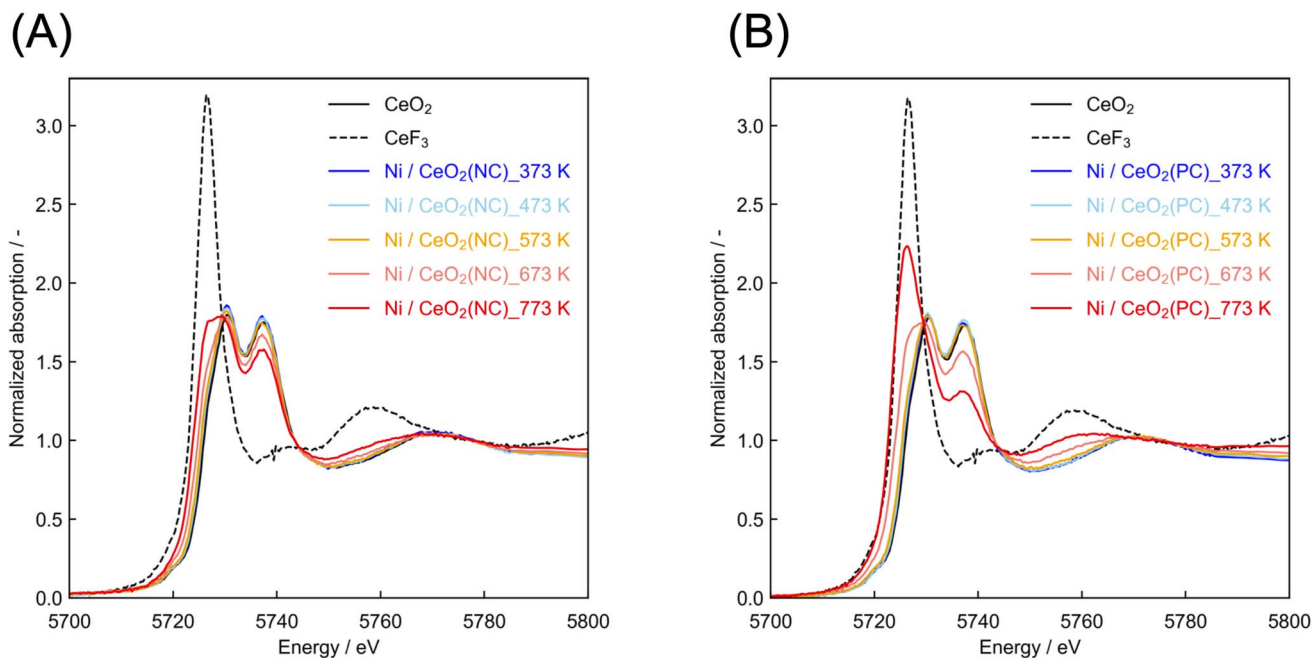 (A)
Normalized absorption / -
3.0
2.5
2.0
1.5
1.0
0.5
0.0
CeO₂
CeF₃
Ni / CeO₂(NC)_373 K
Ni / CeO₂(NC)_473 K
Ni / CeO₂(NC)_573 K
Ni / CeO₂(NC)_673 K
Ni / CeO₂(NC)_773 K
5700 5720 5740 5760 5780 5800
Energy / eV
(B)
Normalized absorption / -
3.0
2.5
2.0
1.5
1.0
0.5
0.0
CeO₂
CeF₃
Ni / CeO₂(PC)_373 K
Ni / CeO₂(PC)_473 K
Ni / CeO₂(PC)_573 K
Ni / CeO₂(PC)_673 K
Ni / CeO₂(PC)_773 K
5700 5720 5740 5760 5780 5800
Energy / eV